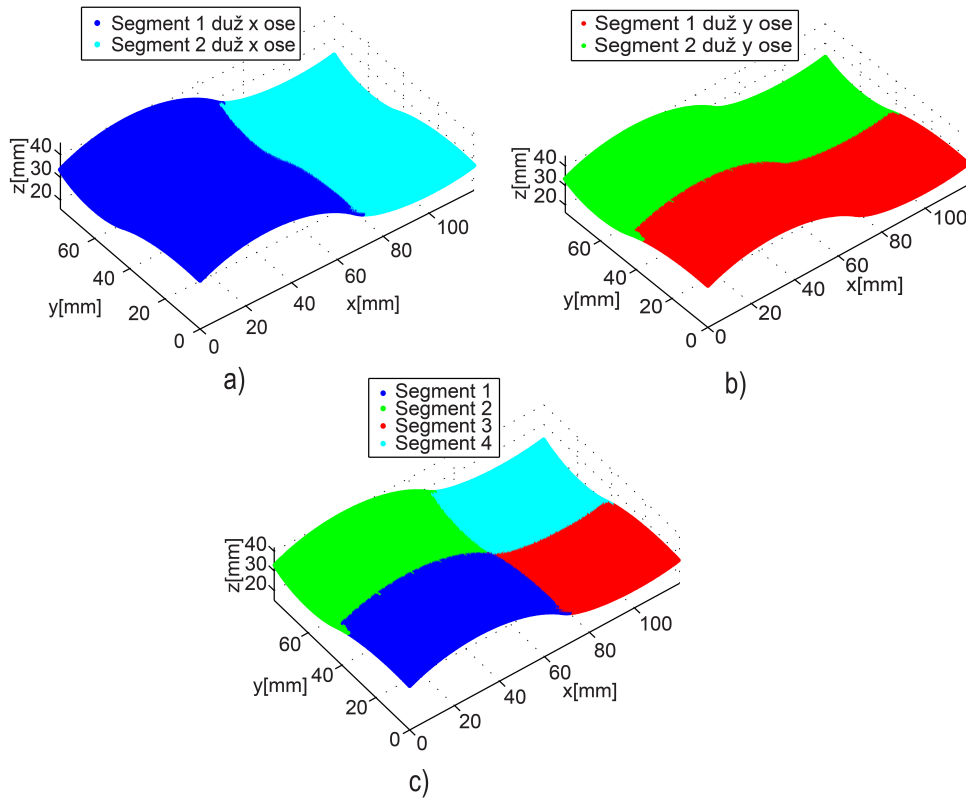 Segment 1 duž x ose
Segment 2 duž x ose
z[mm]
40
30
20
60
40
20
0
y[mm]
0
20
40
60
80
100
x[mm]
a)
Segment 1 duž y ose
Segment 2 duž y ose
z[mm]
40
30
20
60
40
20
0
y[mm]
0
20
40
60
80
100
x[mm]
b)
Segment 1
Segment 2
Segment 3
Segment 4
z[mm]
40
30
20
60
40
20
0
y[mm]
0
20
40
60
80
100
x[mm]
c)